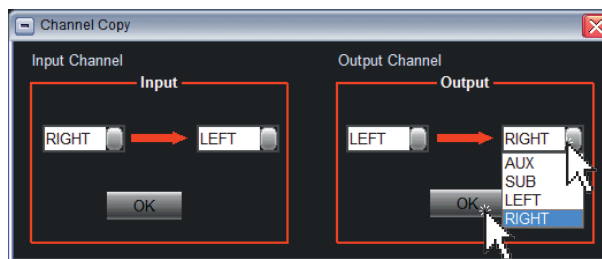 Channel Copy
Input Channel
Input
RIGHT
LEFT
OK
Output Channel
Output
LEFT
RIGHT
AUX
SUB
LEFT
RIGHT
OK